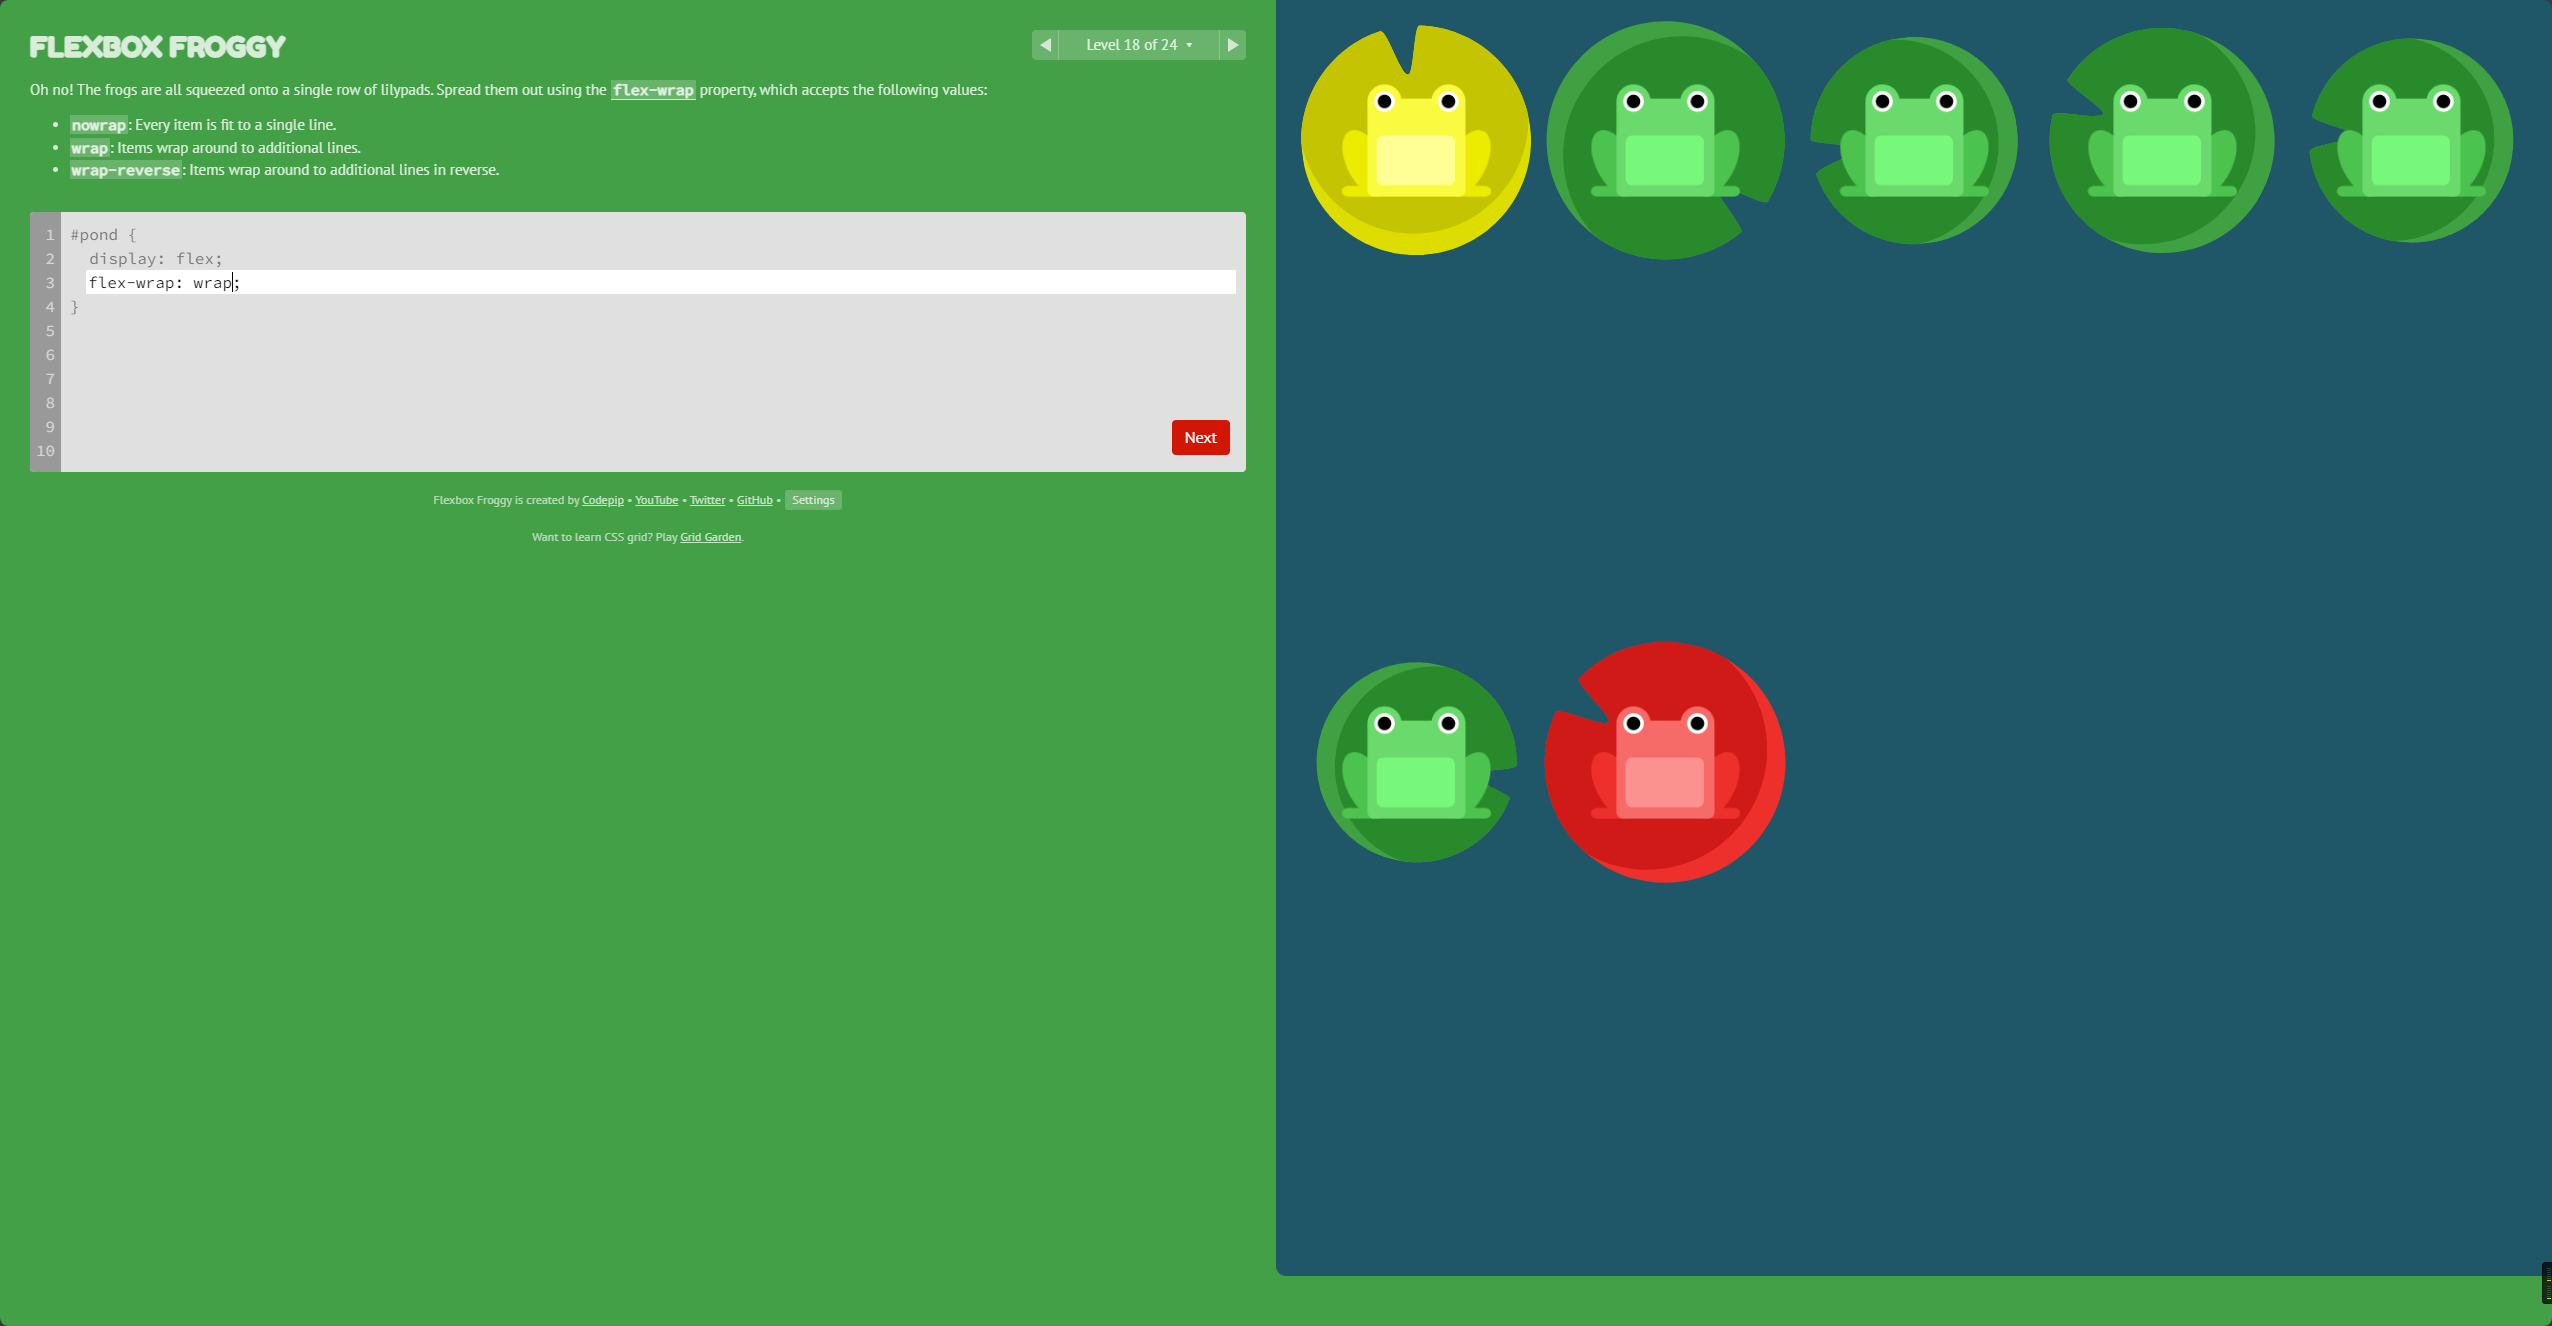 FLEXBOX FROGGY
Level 18 of 24
Oh no! The frogs are all squeezed onto a single row of lilypads. Spread them out using the flex-wrap property, which accepts the following values:
• nowrap: Every item is fit to a single line.
• wrap: Items wrap around to additional lines.
• wrap-reverse: Items wrap around to additional lines in reverse.
1 #pond {
2 display: flex;
3 flex-wrap: wrap;
4 }
5
6
7
8
9
10
Next
Flexbox Froggy is created by Codepip • YouTube • Twitter • GitHub • Settings
Want to learn CSS grid? Play Grid Garden.